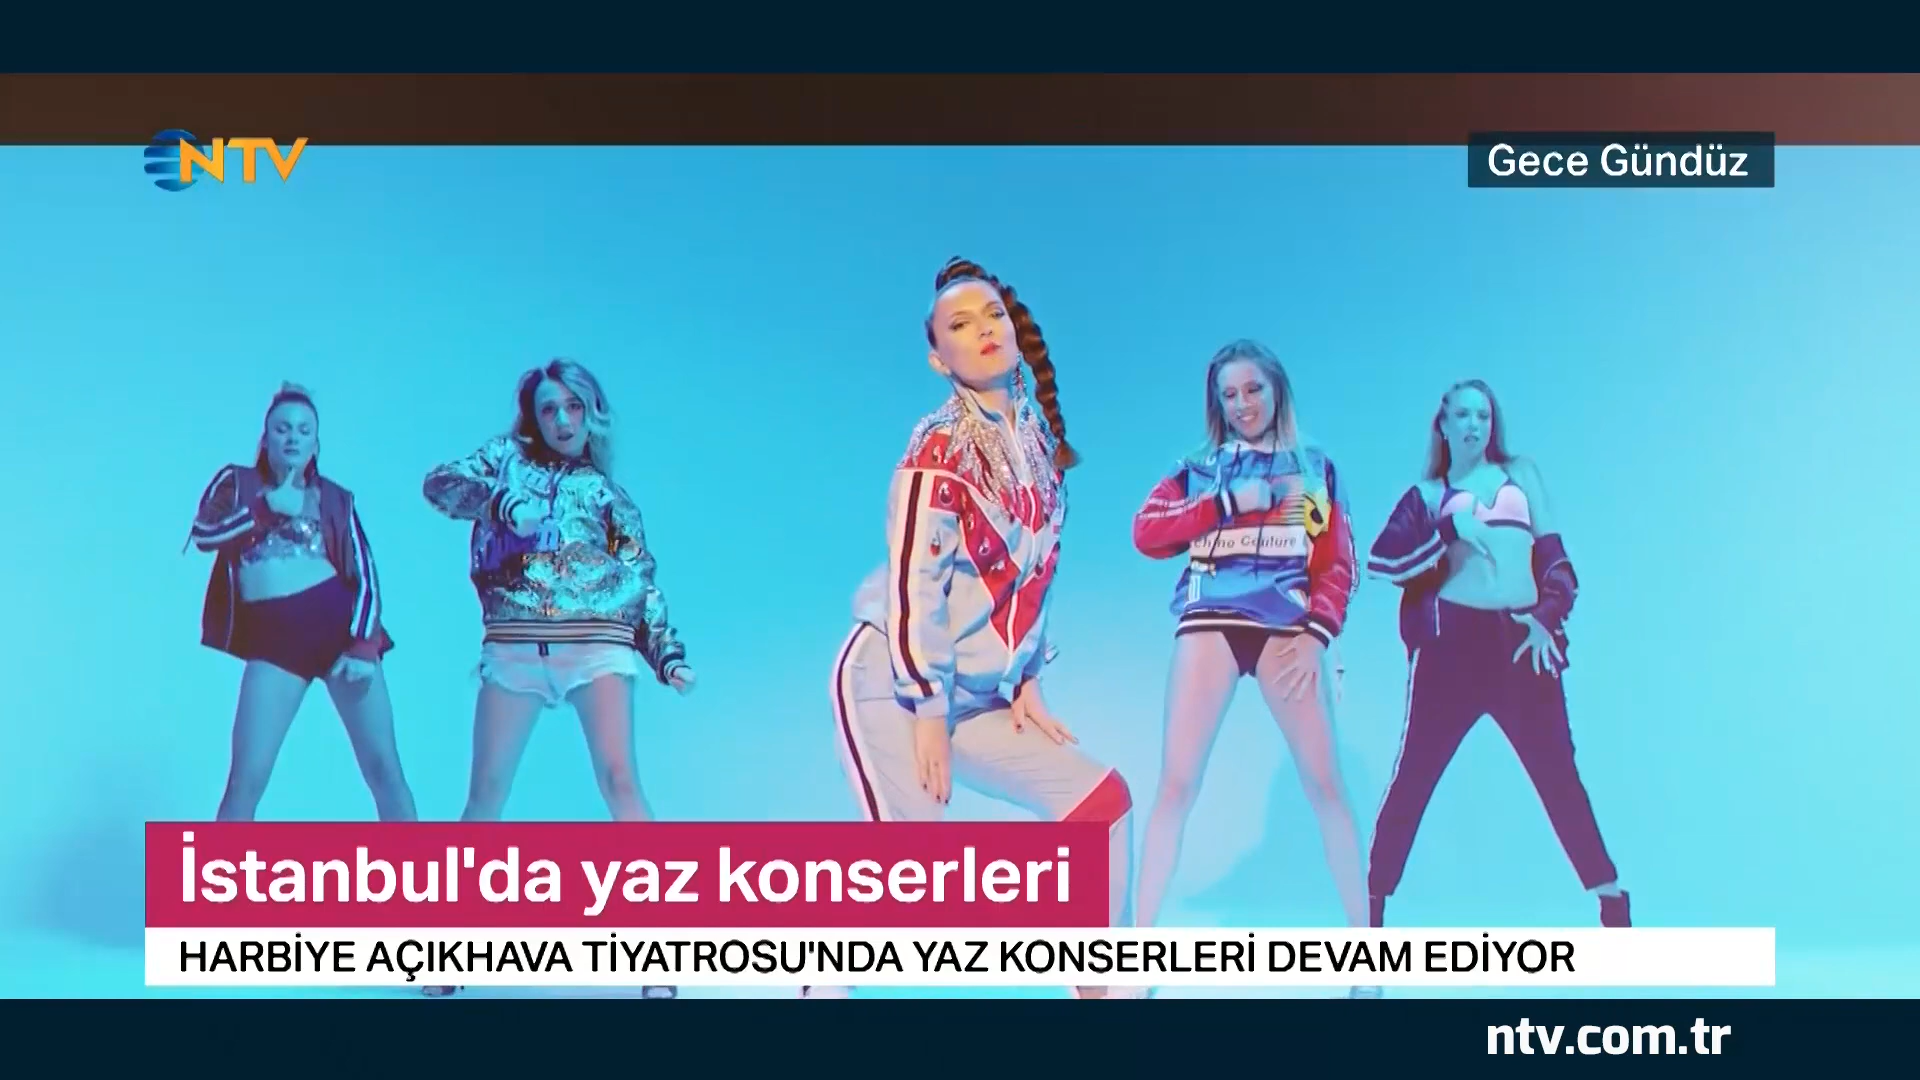 NTV
Gece Gündüz
İstanbul'da yaz konserleri
HARBİYE AÇIKHAVA TİYATROSU'NDA YAZ KONSERLERİ DEVAM EDİYOR
ntv.com.tr